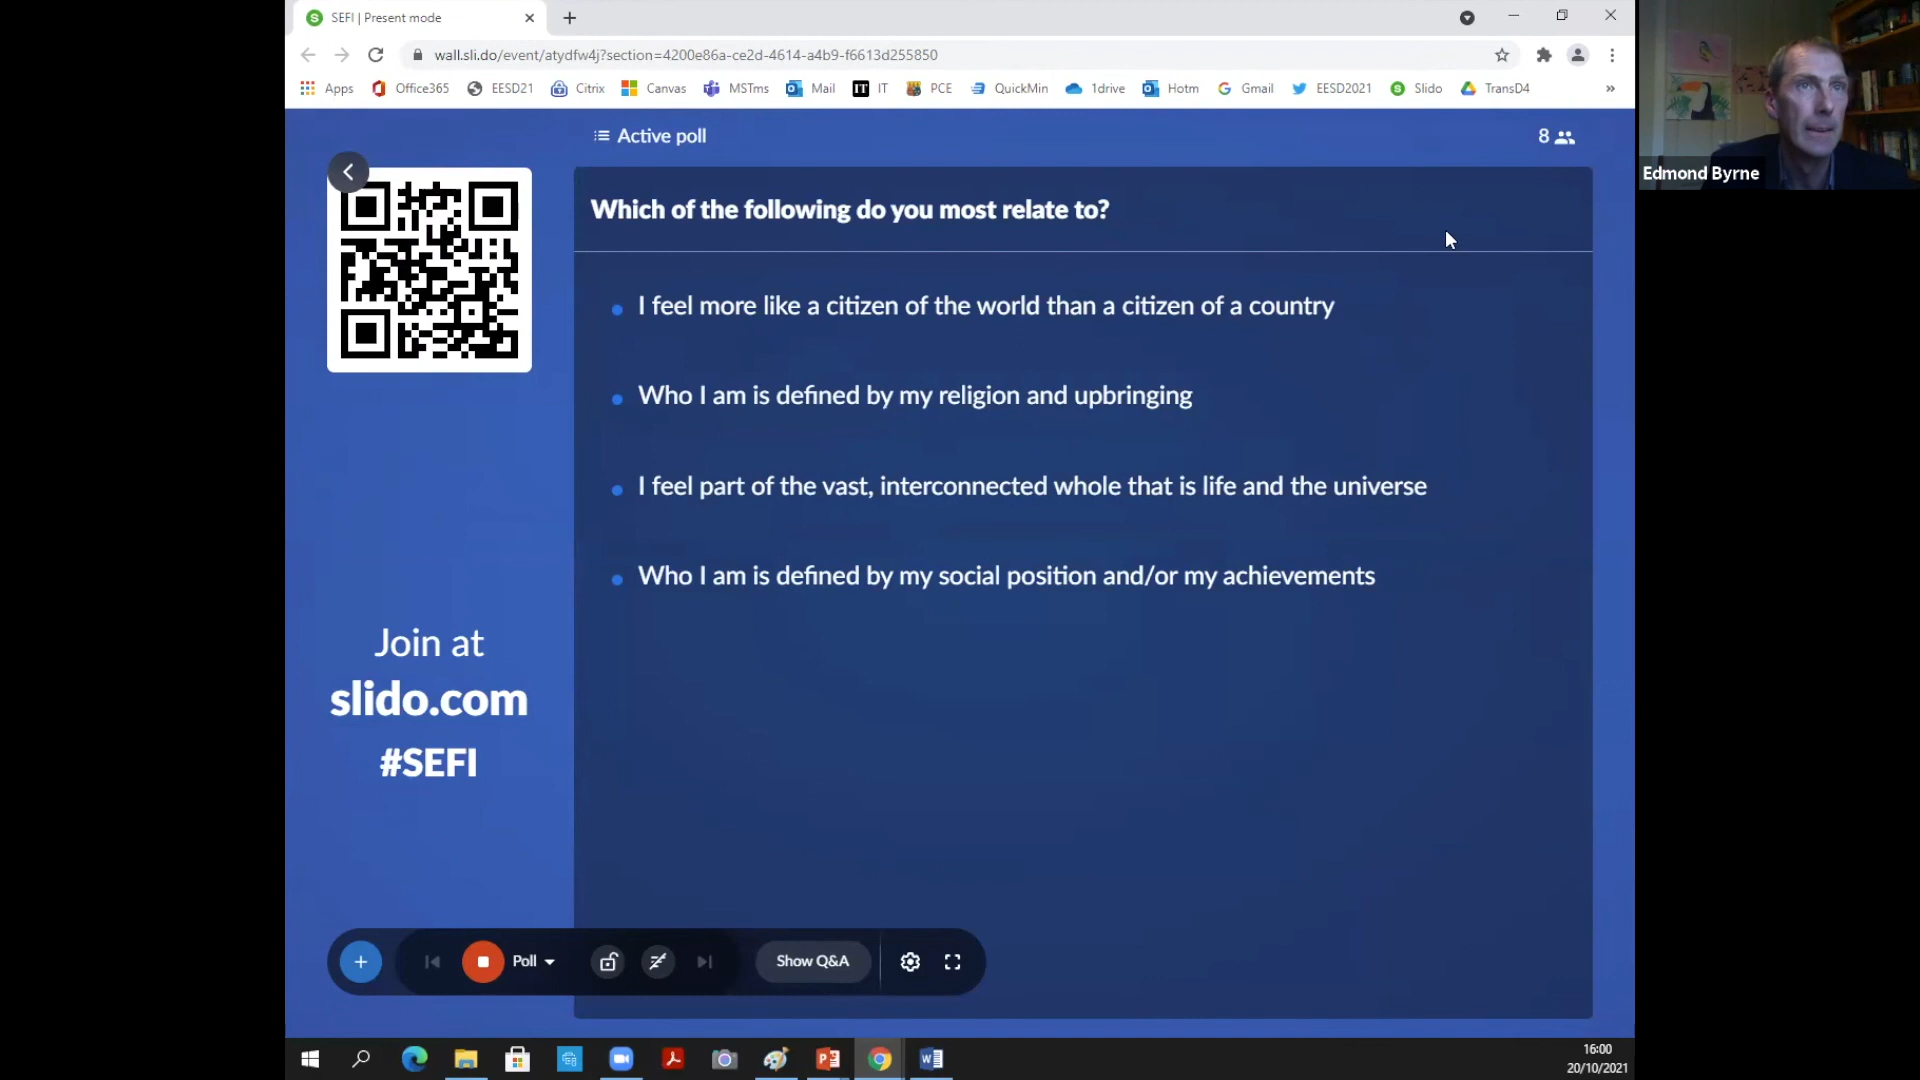 SEFI | Present mode
wall.sli.do/event/atydfw4j?section=4200e86a-ce2d-4614-a4b9-f6613d255850
Apps Office365 EESD21 Citrix Canvas MSTms Mail IT IT PCE QuickMin 1drive Hotm Gmail EESD2021 Slido TransD4 »
Edmond Byrne
Active poll
8
Which of the following do you most relate to?
I feel more like a citizen of the world than a citizen of a country
Who I am is defined by my religion and upbringing
I feel part of the vast, interconnected whole that is life and the universe
Who I am is defined by my social position and/or my achievements
Join at
slido.com
#SEFI
Poll
Show Q&A
16:00
20/10/2021